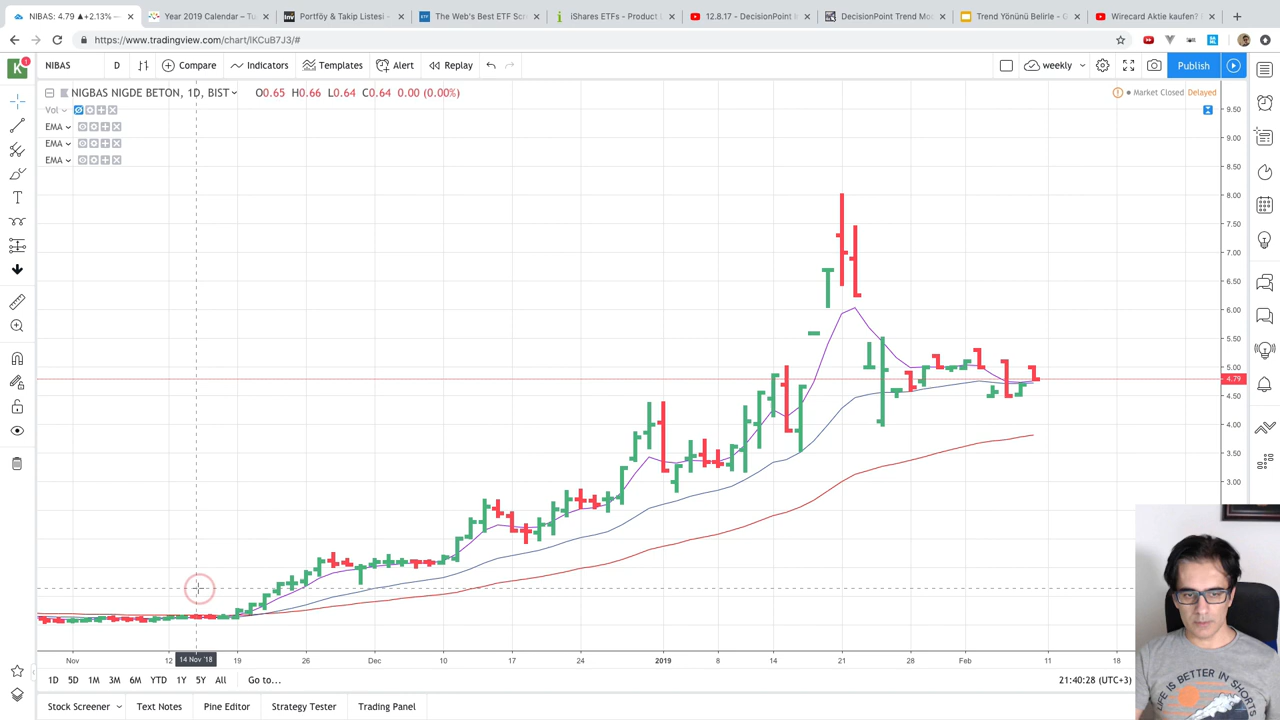 NIBAS: 4.79 ▲+2.13% —
Year 2019 Calendar – Tu
Portföy & Takip Listesi -
The Web's Best ETF Scr
iShares ETFs - Product L
12.8.17 - DecisionPoint I
DecisionPoint Trend Mo
Trend Yönünü Belirle - G
Wirecard Aktie kaufen?
https://www.tradingview.com/chart/lKCuB7J3/#
K 1
NIBAS D Compare Indicators Templates Alert Replay weekly Publish
NIGBAS NIGDE BETON, 1D, BIST O0.65 H0.66 L0.64 C0.64 0.00 (0.00%)
Market Closed Delayed
Vol
EMA
EMA
EMA
9.50
9.00
8.50
8.00
7.50
7.00
6.50
6.00
5.50
5.00
4.79
4.50
4.00
3.50
3.00
Nov 12 14 Nov '18 19 26 Dec 10 17 24 2019 8 14 21 28 Feb 11 18
1D 5D 1M 3M 6M YTD 1Y 5Y All Go to...
21:40:28 (UTC+3)
Stock Screener Text Notes Pine Editor Strategy Tester Trading Panel
LIFE IS BETTER IN SHORTS